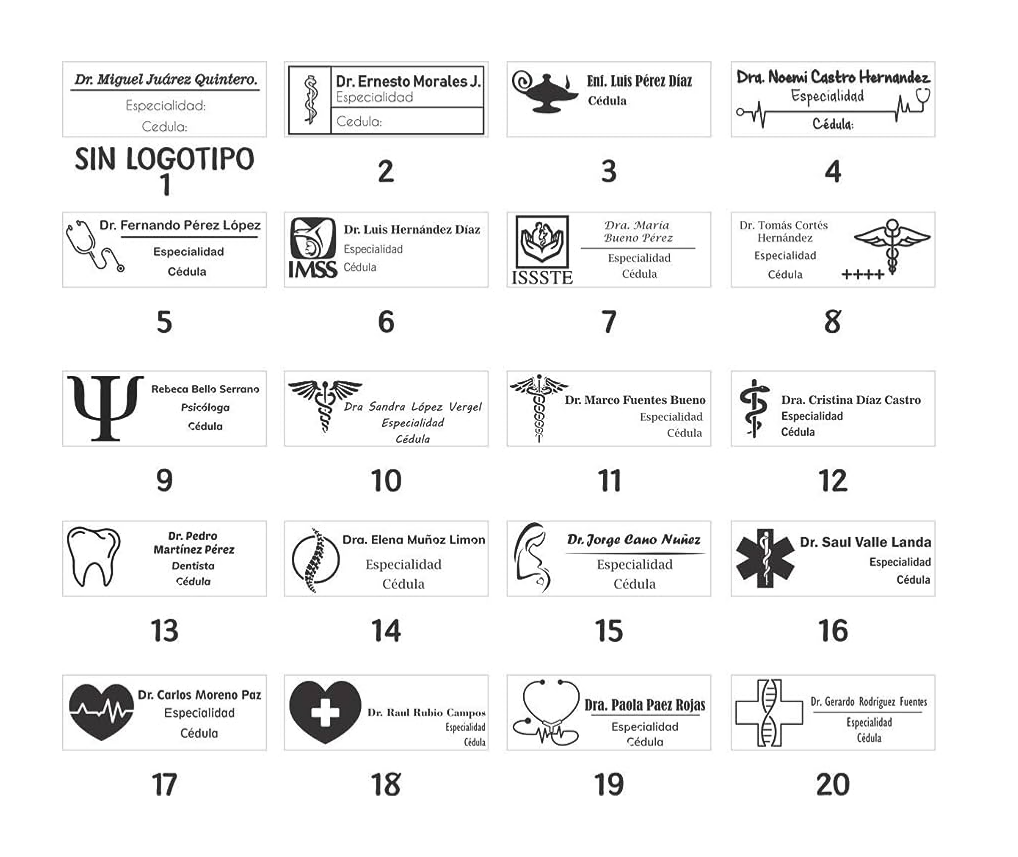 Dr. Miguel Juárez Quintero.
Especialidad:
Cedula:
SIN LOGOTIPO
1
Dr. Ernesto Morales J.
Especialidad
Cedula:
2
Enf. Luis Pérez Díaz
Cédula
3
Dra. Noemi Castro Hernandez
Especialidad
Cédula:
4
Dr. Fernando Pérez López
Especialidad
Cédula
5
Dr. Luis Hernández Díaz
Especialidad
Cédula
IMSS
6
Dra. María
Bueno Pérez
Especialidad
Cédula
ISSSTE
7
Dr. Tomás Cortés
Hernández
Especialidad
Cédula
++++
8
Rebeca Bello Serrano
Psicóloga
Cédula
9
Dra Sandra López Vergel
Especialidad
Cédula
10
Dr. Marco Fuentes Bueno
Especialidad
Cédula
11
Dra. Cristina Díaz Castro
Especialidad
Cédula
12
Dr. Pedro
Martínez Pérez
Dentista
Cédula
13
Dra. Elena Muñoz Limon
Especialidad
Cédula
14
Dr. Jorge Cano Nuñez
Especialidad
Cédula
15
Dr. Saul Valle Landa
Especialidad
Cédula
16
Dr. Carlos Moreno Paz
Especialidad
Cédula
17
Dr. Raul Rubio Campos
Especialidad
Cédula
18
Dra. Paola Paez Rojas
Especialidad
Cédula
19
Dr. Gerardo Rodriguez Fuentes
Especialidad
Cédula
20